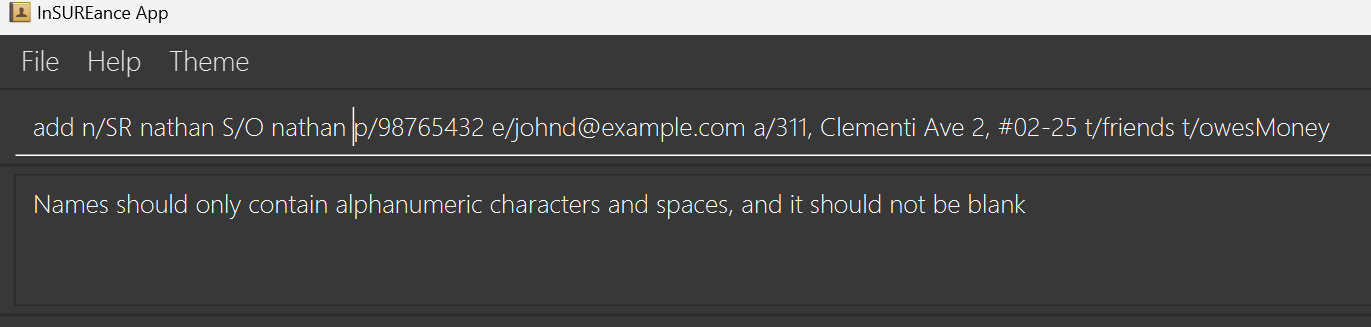 InSUREance App
File Help Theme
add n/SR nathan S/O nathan p/98765432 e/johnd@example.com a/311, Clementi Ave 2, #02-25 t/friends t/owesMoney
Names should only contain alphanumeric characters and spaces, and it should not be blank